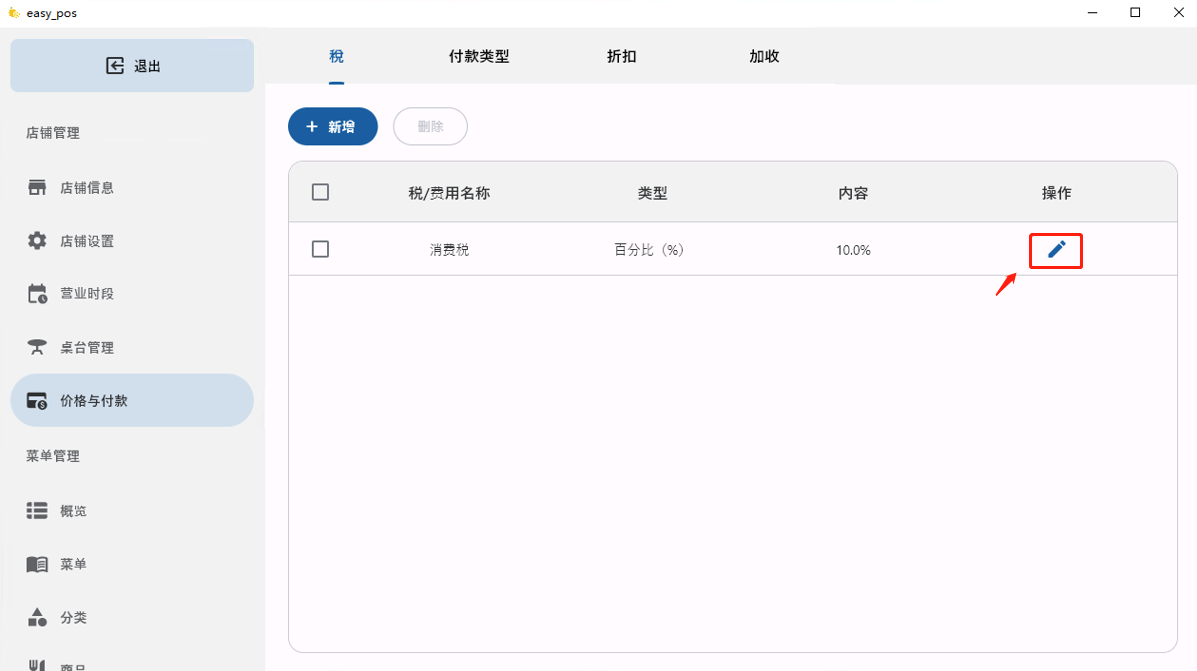 easy_pos
退出
税 付款类型 折扣 加收
店铺管理
新增 删除
店铺信息
店铺设置
营业时段
桌台管理
价格与付款
菜单管理
概览
菜单
分类
商品
税/费用名称 类型 内容 操作
消费税 百分比（%） 10.0%